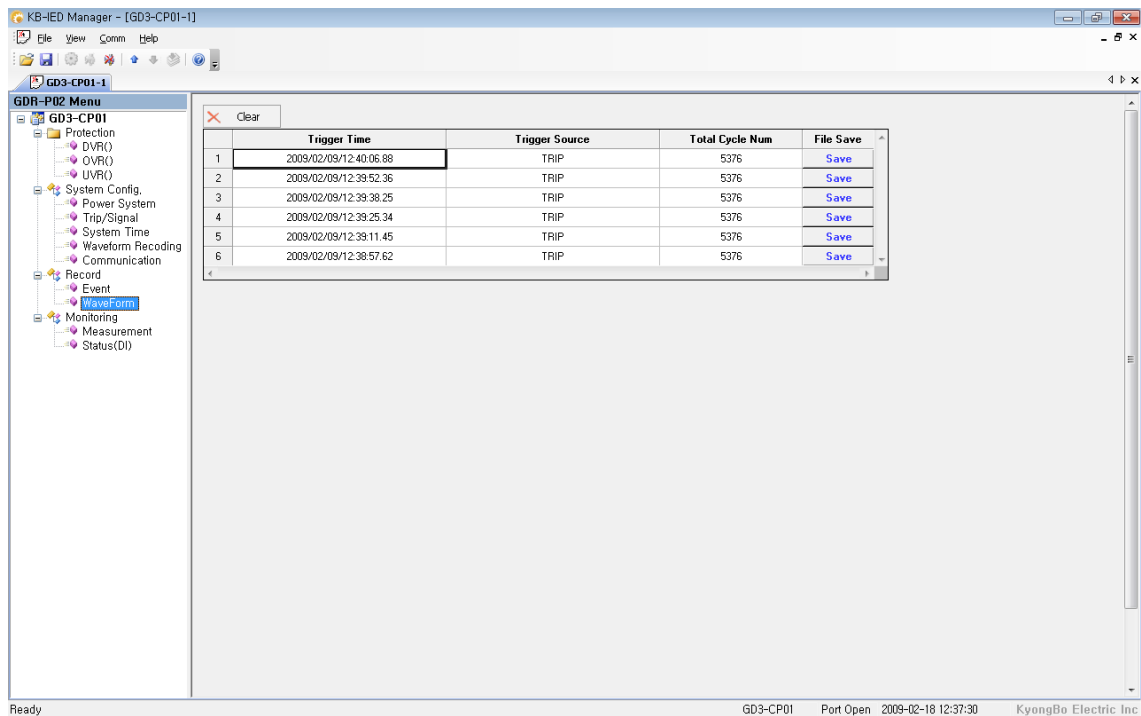 KB-IED Manager - [GD3-CP01-1]
File View Comm Help
GD3-CP01-1
GDR-P02 Menu
GD3-CP01
Protection
DVR()
OVR()
UVR()
System Config,
Power System
Trip/Signal
System Time
Waveform Recoding
Communication
Record
Event
WaveForm
Monitoring
Measurement
Status(DI)
Clear
Trigger Time Trigger Source Total Cycle Num File Save
1 2009/02/09/12:40:06.88 TRIP 5376 Save
2 2009/02/09/12:39:52.36 TRIP 5376 Save
3 2009/02/09/12:39:38.25 TRIP 5376 Save
4 2009/02/09/12:39:25.34 TRIP 5376 Save
5 2009/02/09/12:39:11.45 TRIP 5376 Save
6 2009/02/09/12:38:57.62 TRIP 5376 Save
Ready GD3-CP01 Port Open 2009-02-18 12:37:30 KyongBo Electric Inc